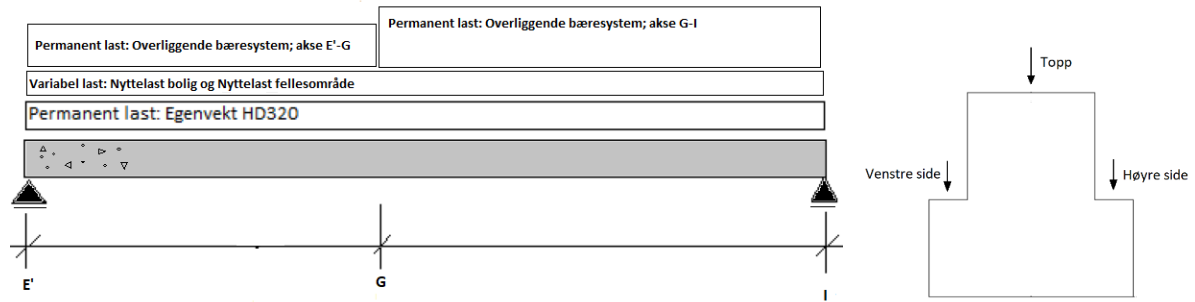 Permanent last: Overliggende bæresystem; akse E'-G
Permanent last: Overliggende bæresystem; akse G-I
Variabel last: Nyttelast bolig og Nyttelast fellesområde
Permanent last: Egenvekt HD320
E'
G
I
Topp
Venstre side
Høyre side